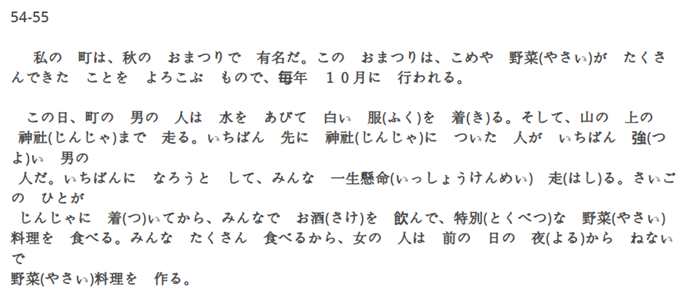 54-55
私の　町は、秋の　おまつりで　有名だ。この　おまつりは、こめや　野菜(やさい)が　たくさ
んできた　ことを　よろこぶ　もので、毎年　１０月に　行われる。
この日、町の　男の　人は　水を　あびて　白い　服(ふく)を　着(き)る。そして、山の　上の
神社(じんじゃ)まで　走る。いちばん　先に　神社(じんじゃ)に　ついた　人が　いちばん　強(つ
よ)い　男の
人だ。いちばんに　なろうと　して、みんな　一生懸命(いっしょうけんめい)　走(はし)る。さいご
の　ひとが
じんじゃに　着(つ)いてから、みんなで　お酒(さけ)を　飲んで、特別(とくべつ)な　野菜(やさい)
料理を　食べる。みんな　たくさん　食べるから、女の　人は　前の　日の　夜(よる)から　ねない
で
野菜(やさい)料理を　作る。